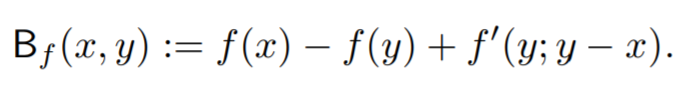 B_f(x, y) := f(x) − f(y) + f′(y; y − x).